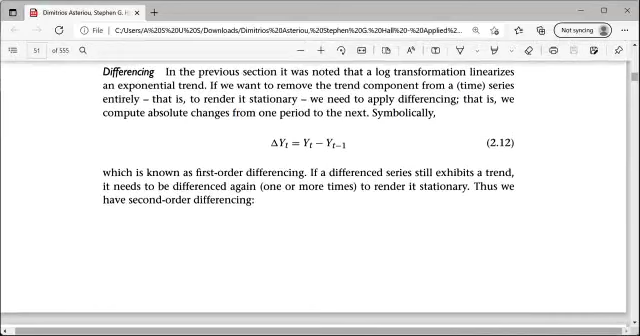 Dimitrios Asteriou, Stephen G. H
File
C:/Users/A%20S%20U%20S/Downloads/Dimitrios%20Asteriou,%20Stephen%20G.%20Hall%20-%20Applied%2...
Not syncing
51 of 555
Differencing In the previous section it was noted that a log transformation linearizes
an exponential trend. If we want to remove the trend component from a (time) series
entirely – that is, to render it stationary – we need to apply differencing; that is, we
compute absolute changes from one period to the next. Symbolically,
ΔYₜ = Yₜ − Yₜ₋₁ (2.12)
which is known as first-order differencing. If a differenced series still exhibits a trend,
it needs to be differenced again (one or more times) to render it stationary. Thus we
have second-order differencing: